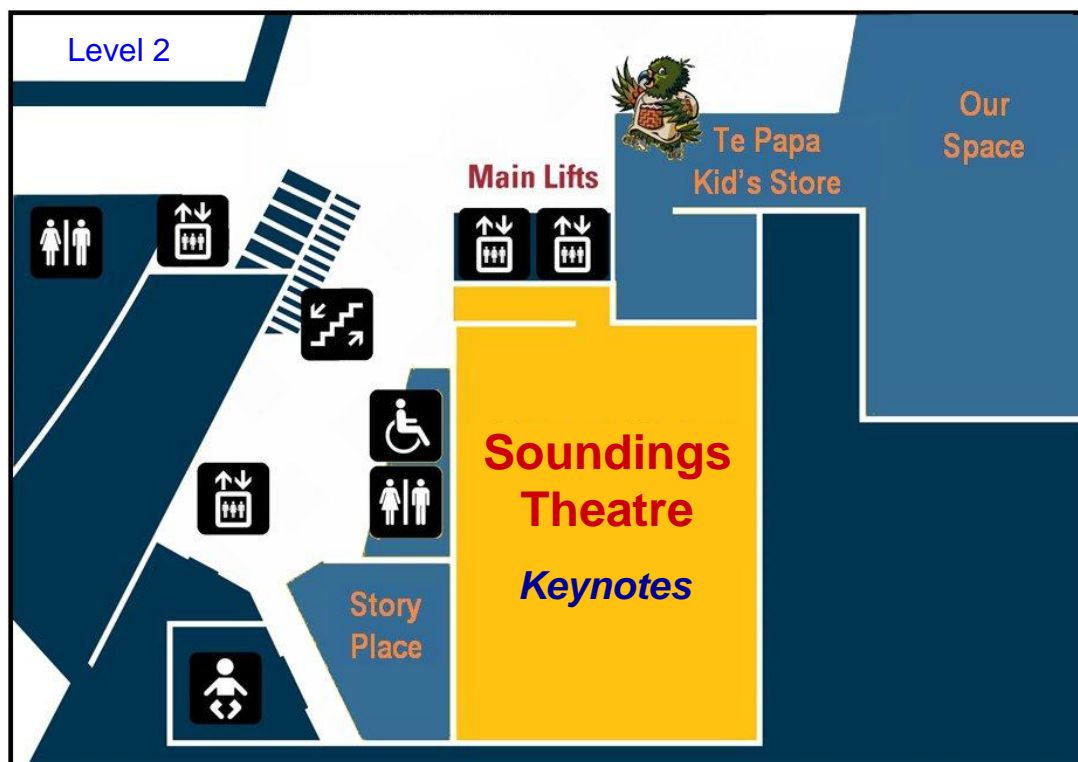 Level 2
Our
Space
Te Papa
Kid's Store
Main Lifts
Soundings
Theatre
Keynotes
Story
Place